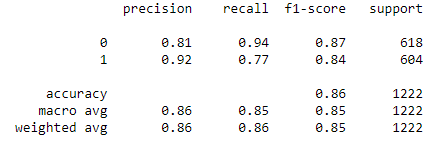 precision recall f1-score support
0 0.81 0.94 0.87 618
1 0.92 0.77 0.84 604
accuracy 0.86 1222
macro avg 0.86 0.85 0.85 1222
weighted avg 0.86 0.86 0.85 1222